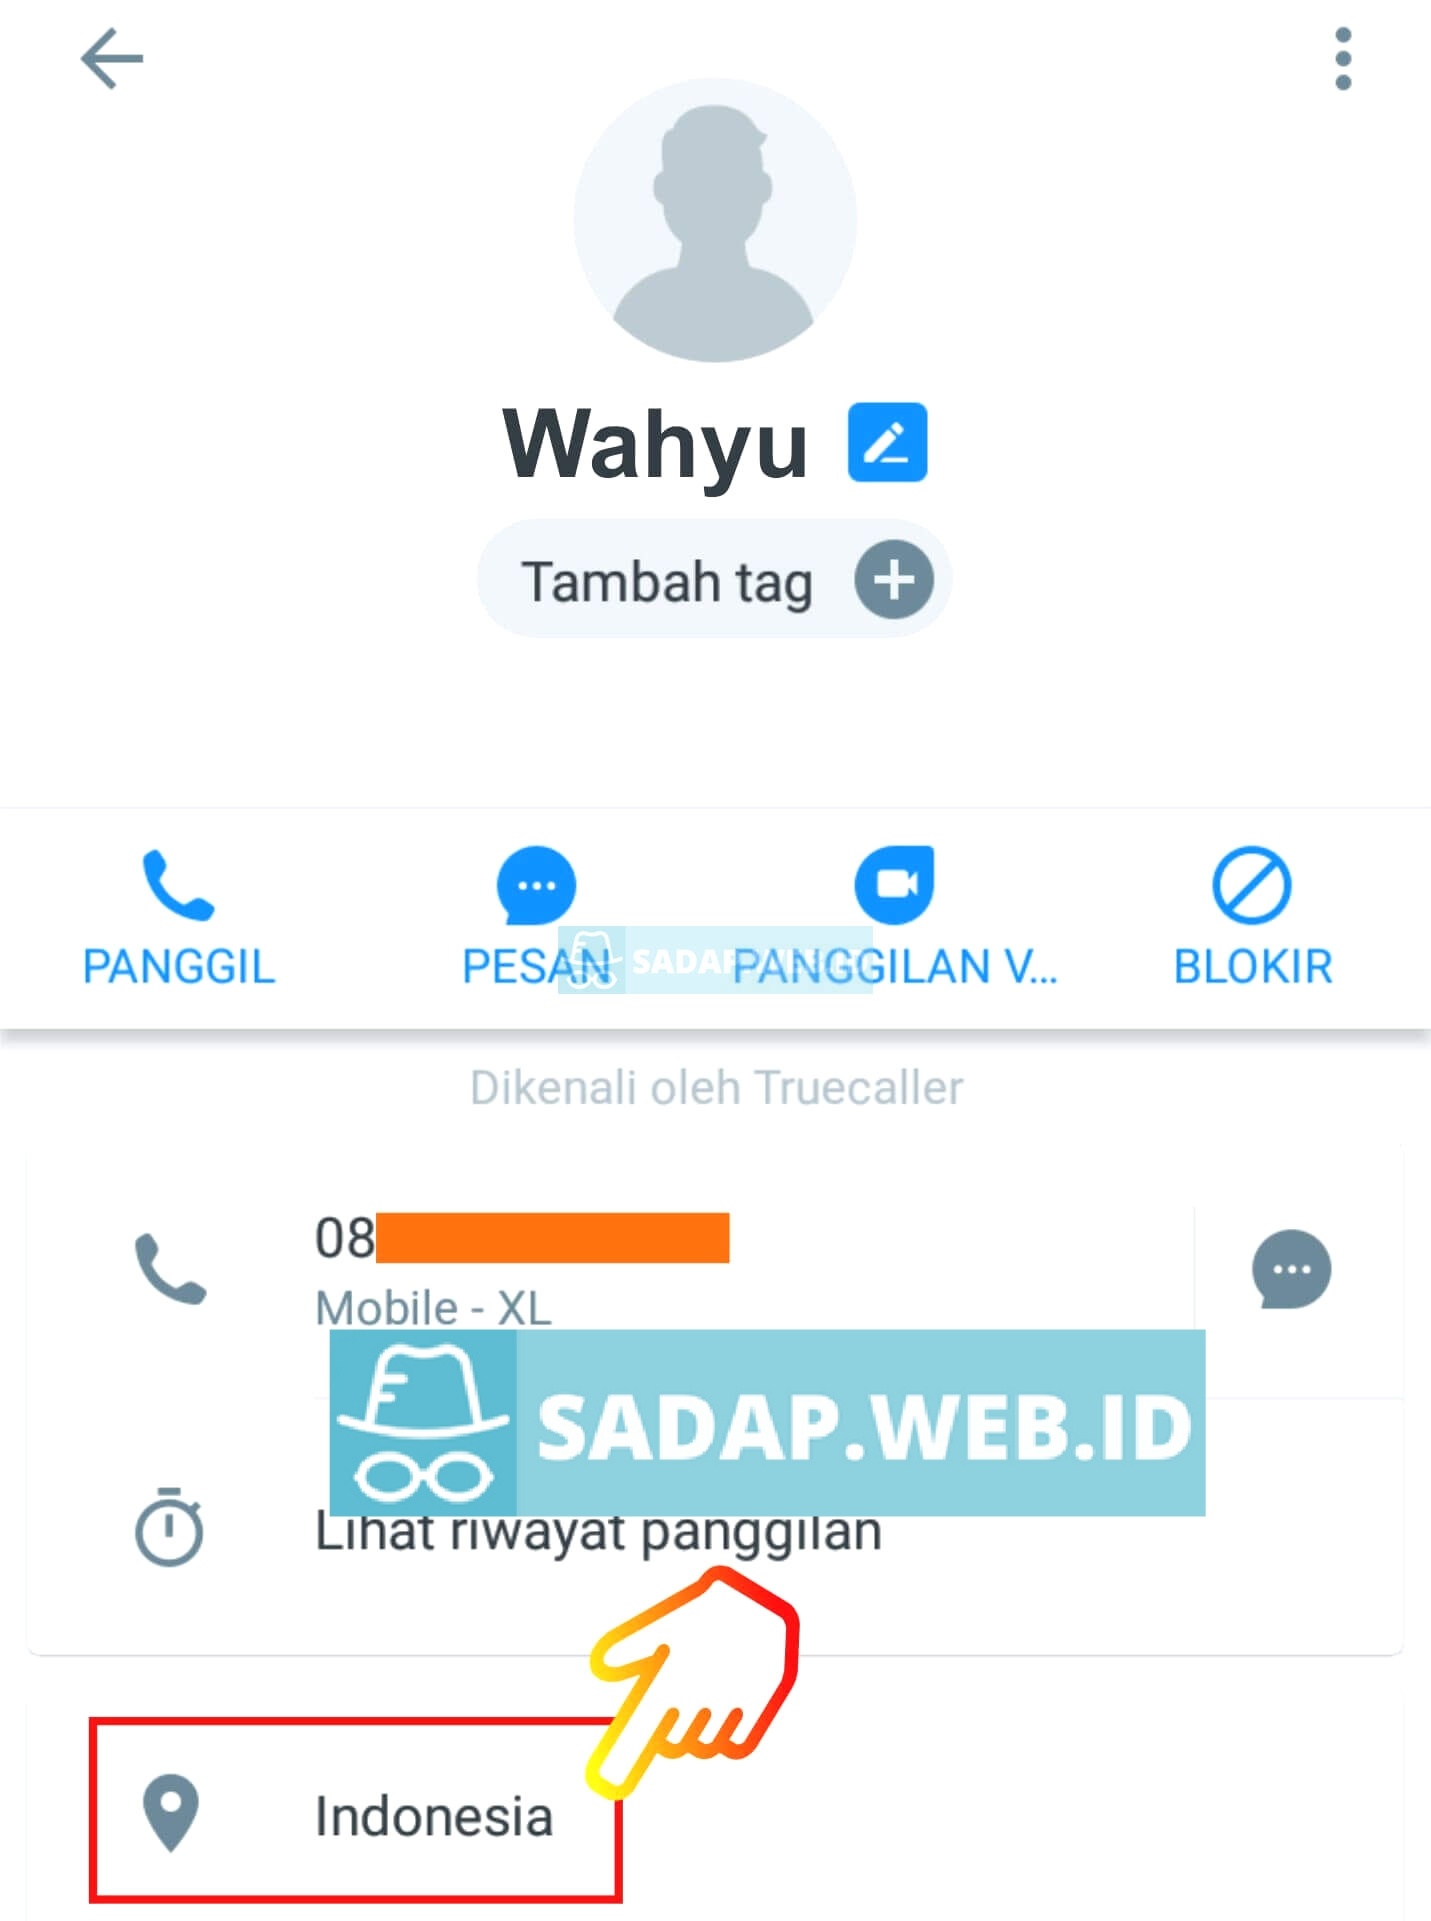 Wahyu
Tambah tag
PANGGIL
PESAN
PANGGILAN V...
BLOKIR
SADAP.WEB.ID
Dikenali oleh Truecaller
08
Mobile - XL
SADAP.WEB.ID
Lihat riwayat panggilan
Indonesia